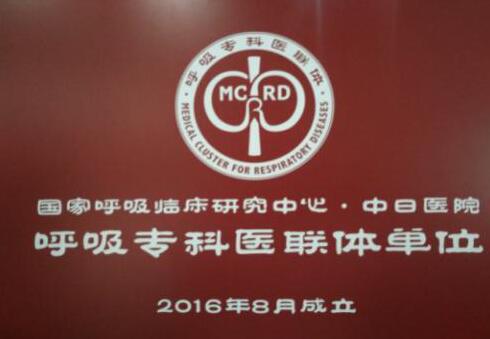 ·呼吸专科医联体·
MCRD
MEDICAL CLUSTER FOR RESPIRATORY DISEASES
国家呼吸临床研究中心·中日医院
呼吸专科医联体单位
2016年8月成立